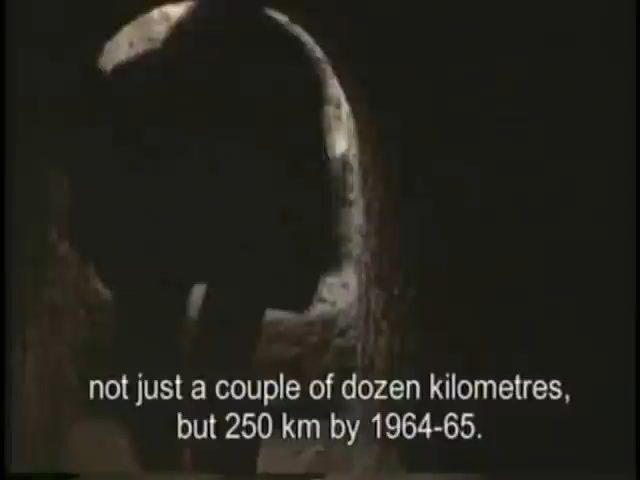 not just a couple of dozen kilometres,
but 250 km by 1964-65.